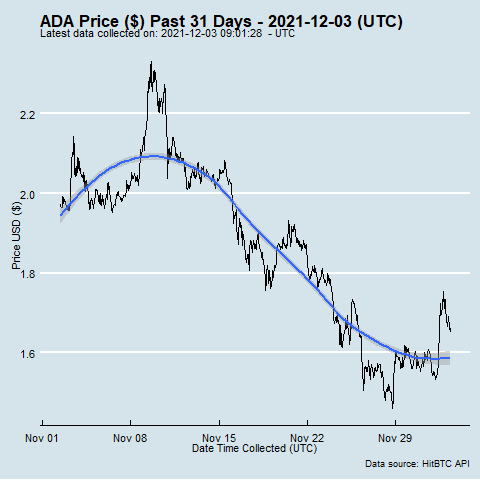 ADA Price ($) Past 31 Days - 2021-12-03 (UTC)
Latest data collected on: 2021-12-03 09:01:28 - UTC
2.2
2.0
1.8
1.6
Price USD ($)
Nov 01 Nov 08 Nov 15 Nov 22 Nov 29
Date Time Collected (UTC)
Data source: HitBTC API